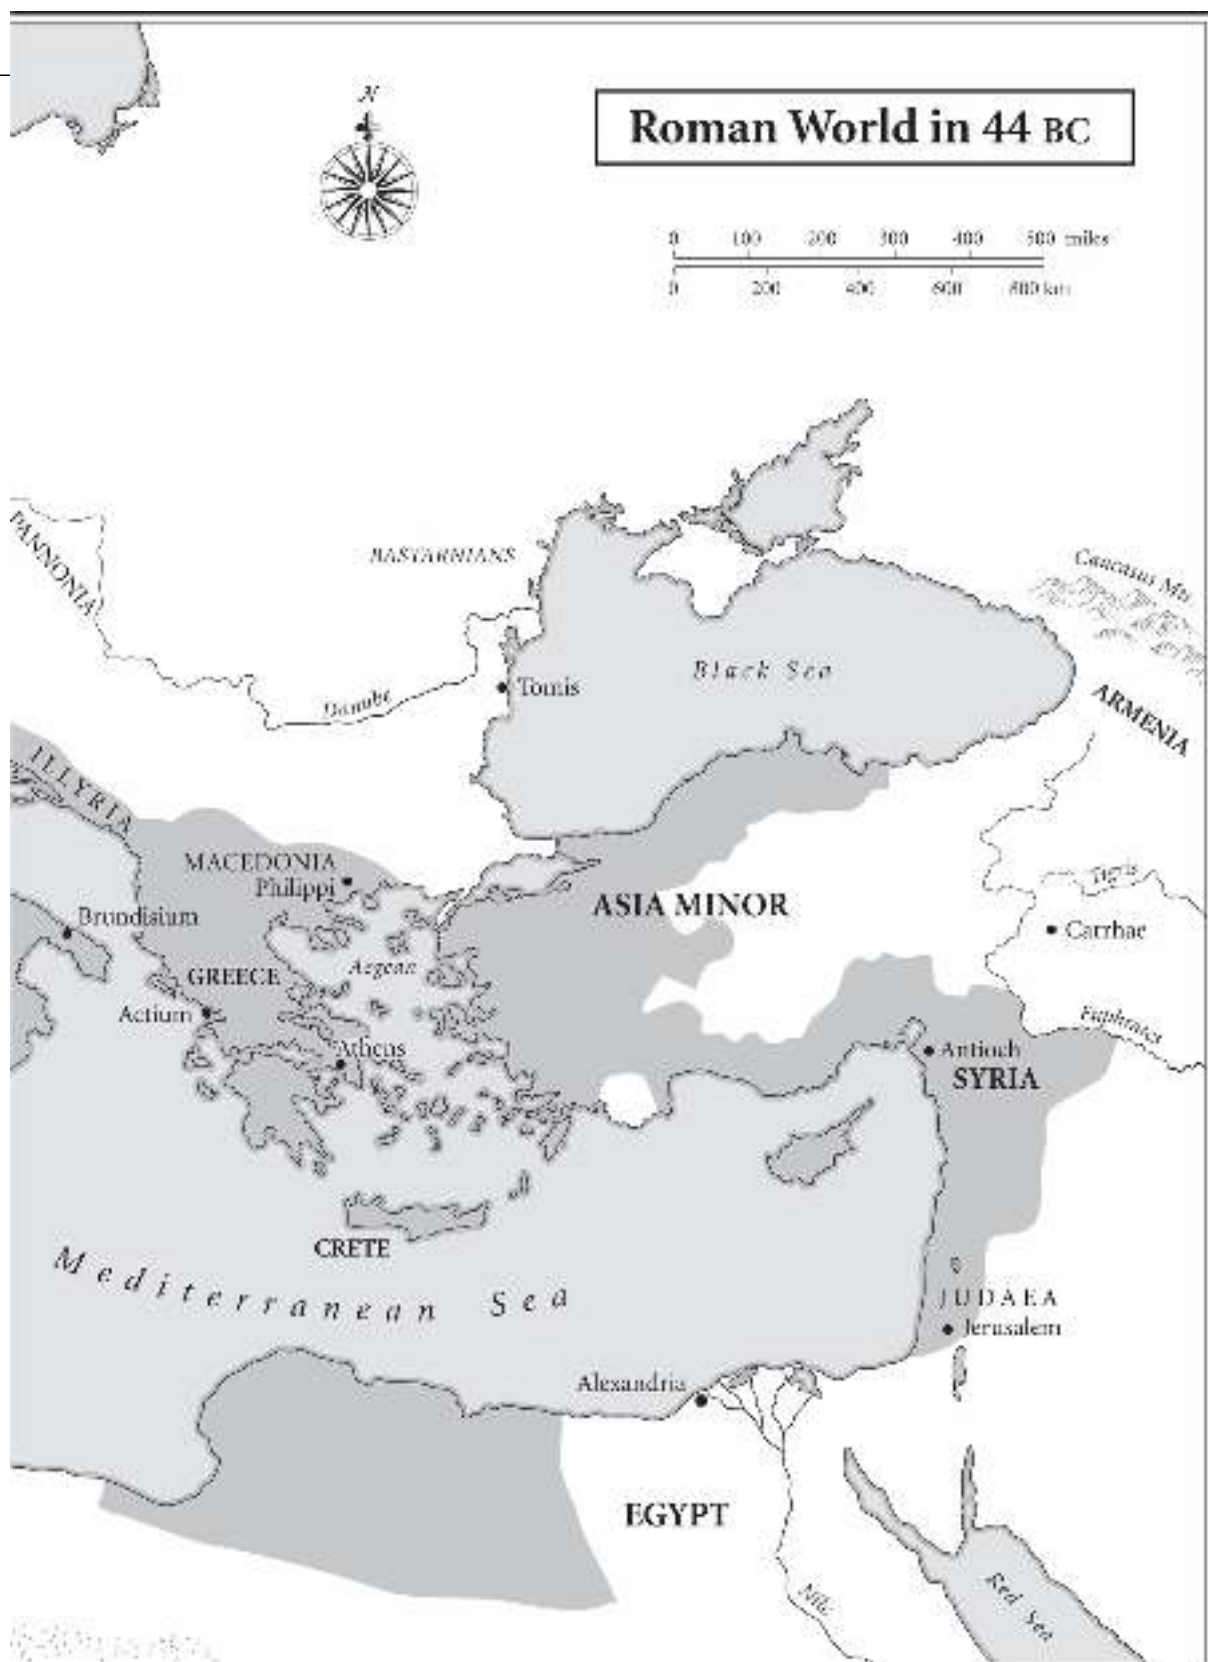 N
Roman World in 44 BC
0 100 200 300 400 500 miles
0 200 400 600 800 km
PANNONIA
BASTARNIANS
Caucasus Mts
Black Sea
Tomis
Danube
ARMENIA
ILLYRIA
MACEDONIA
Philippi
Tigris
ASIA MINOR
Brundisium
Carrhae
GREECE
Aegean
Actium
Euphrates
Athens
Antioch
SYRIA
CRETE
Mediterranean Sea
JUDAEA
Jerusalem
Alexandria
EGYPT
Nile
Red Sea